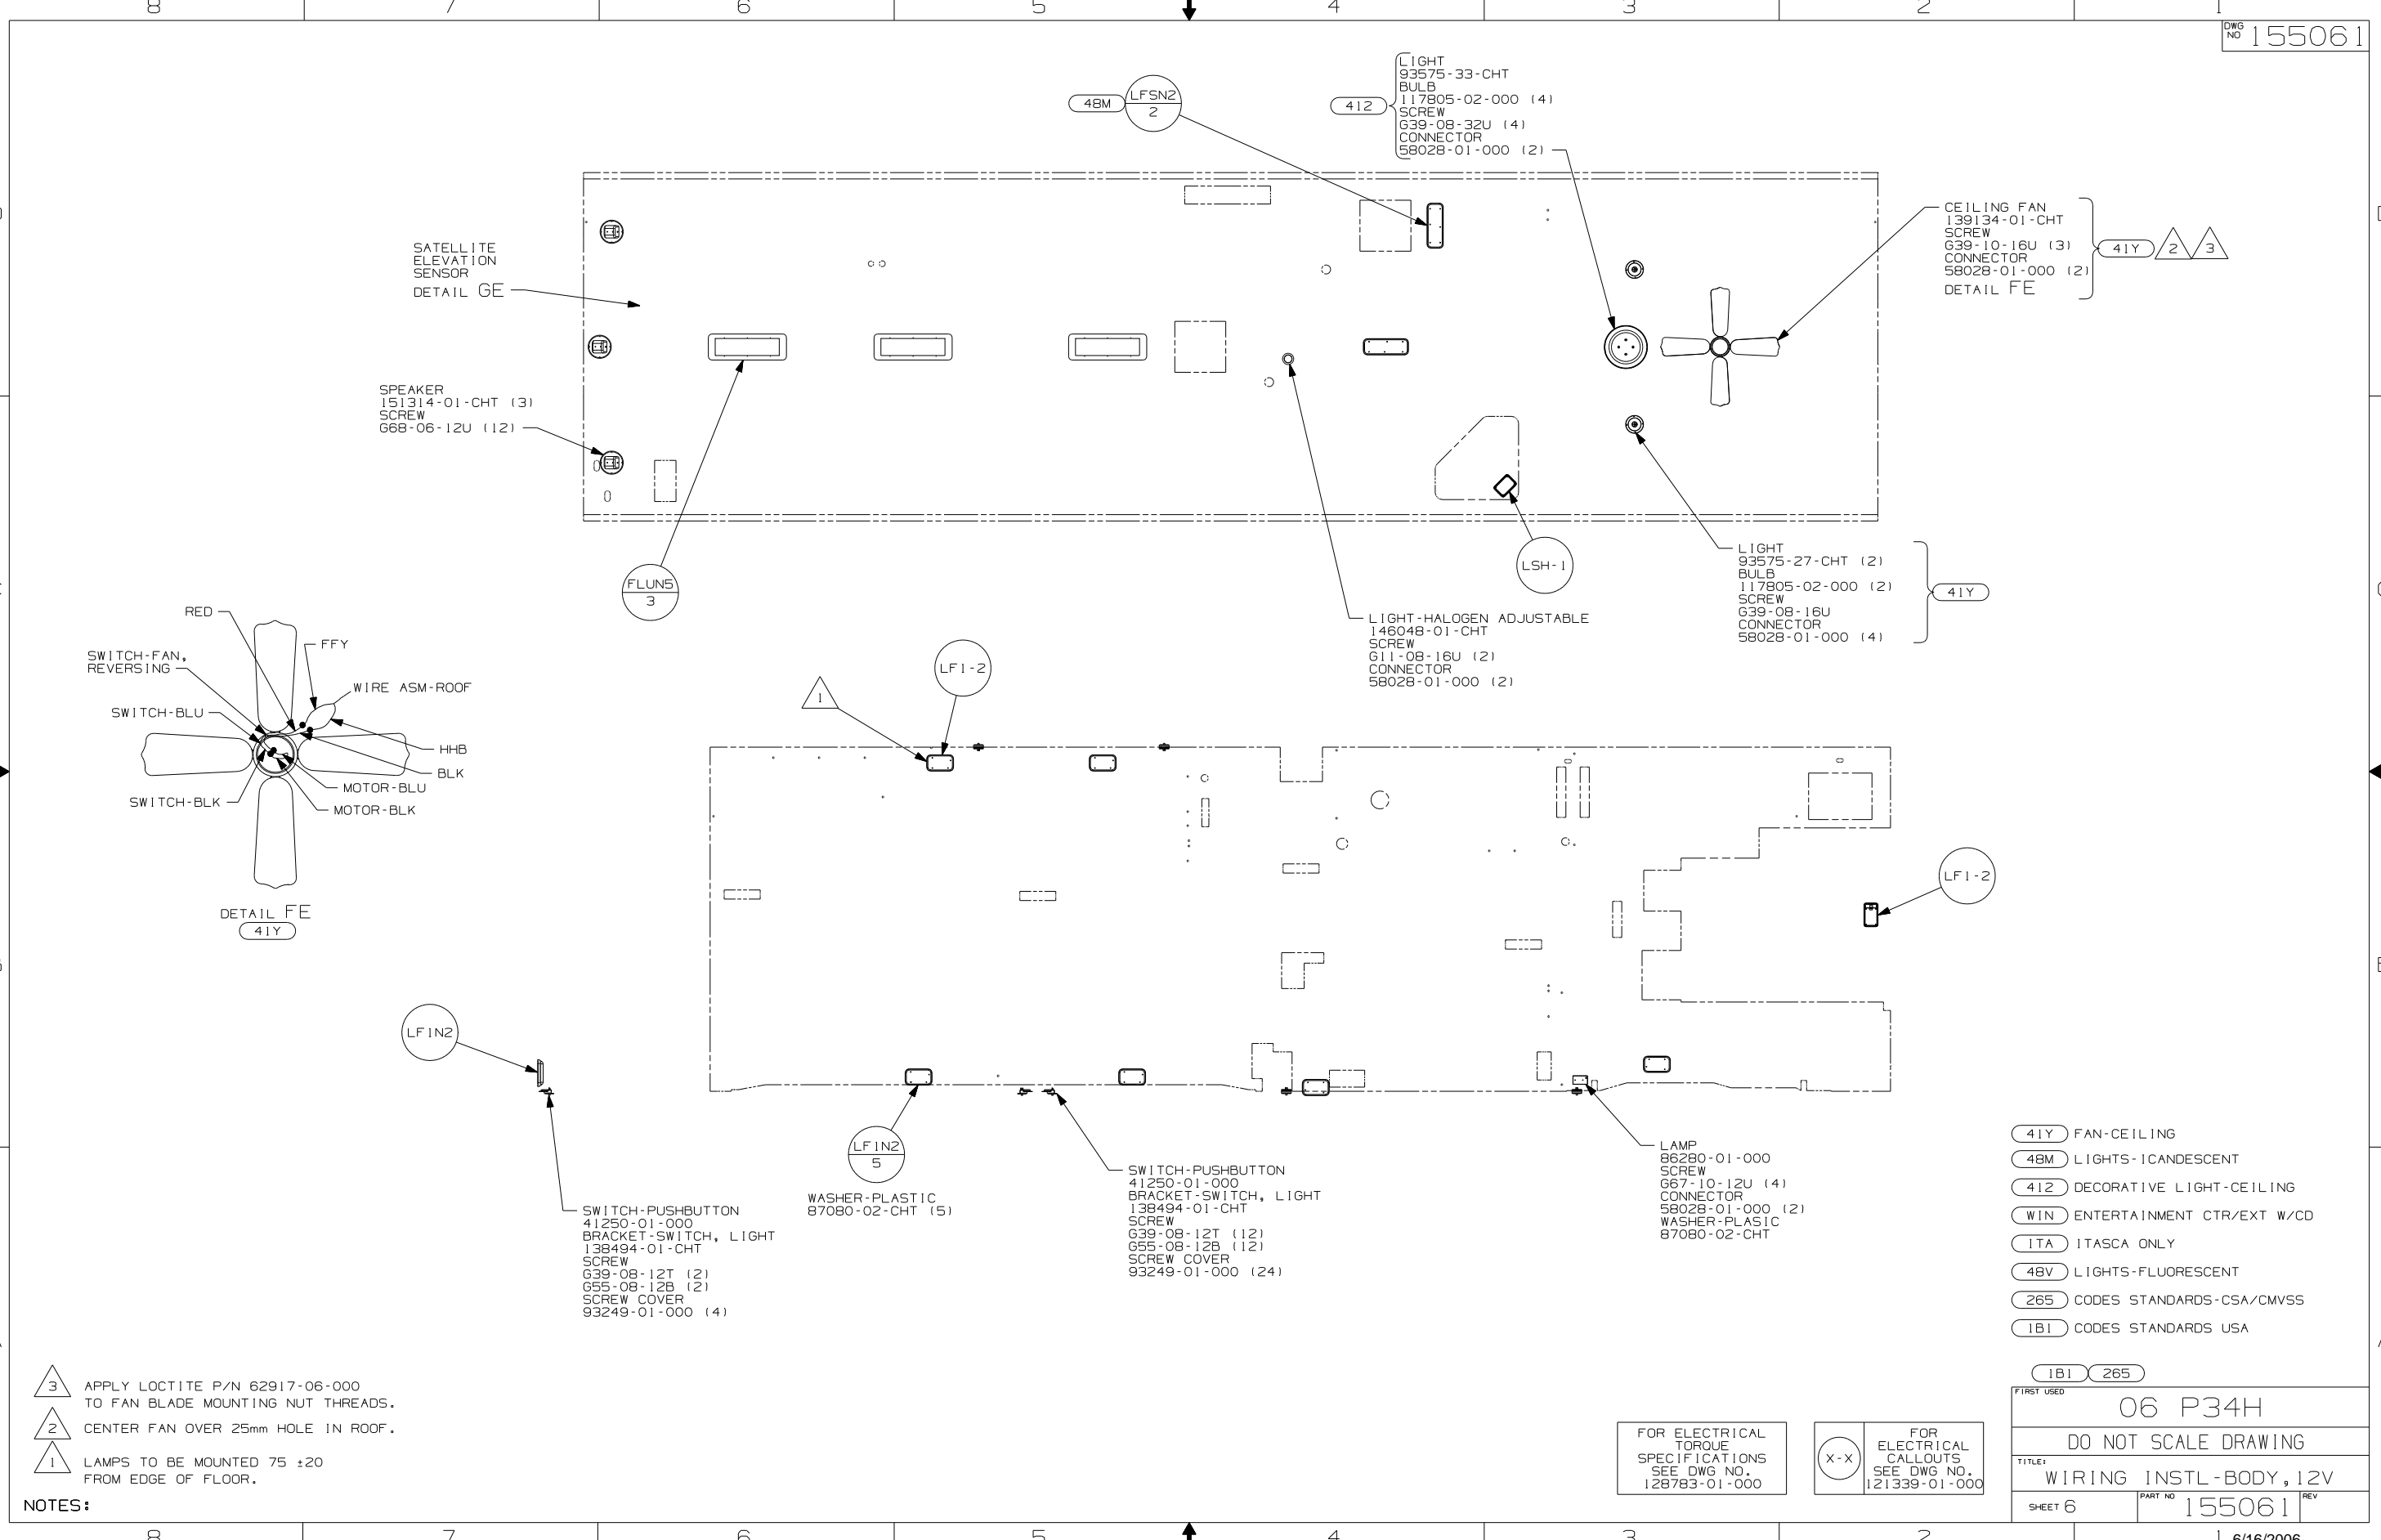 8 7 6 5 4 3 2 1
DWG NO 155061
48M
LFSN2
2
412
LIGHT
93575-33-CHT
BULB
117805-02-000 (4)
SCREW
G39-08-32U (4)
CONNECTOR
58028-01-000 (2)
CEILING FAN
139134-01-CHT
SCREW
G39-10-16U (3)
CONNECTOR
58028-01-000 (2)
DETAIL FE
41Y
2
3
SATELLITE
ELEVATION
SENSOR
DETAIL GE
SPEAKER
151314-01-CHT (3)
SCREW
G68-06-12U (12)
FLUN5
3
LSH-1
LIGHT
93575-27-CHT (2)
BULB
117805-02-000 (2)
SCREW
G39-08-16U
CONNECTOR
58028-01-000 (4)
41Y
LIGHT-HALOGEN ADJUSTABLE
146048-01-CHT
SCREW
G11-08-16U (2)
CONNECTOR
58028-01-000 (2)
RED
FFY
SWITCH-FAN,
REVERSING
WIRE ASM-ROOF
SWITCH-BLU
HHB
BLK
MOTOR-BLU
SWITCH-BLK
MOTOR-BLK
DETAIL FE
41Y
1
LF1-2
LF1-2
LF1N2
LF1N2
5
WASHER-PLASTIC
87080-02-CHT (5)
SWITCH-PUSHBUTTON
41250-01-000
BRACKET-SWITCH, LIGHT
138494-01-CHT
SCREW
G39-08-12T (2)
G55-08-12B (2)
SCREW COVER
93249-01-000 (4)
SWITCH-PUSHBUTTON
41250-01-000
BRACKET-SWITCH, LIGHT
138494-01-CHT
SCREW
G39-08-12T (12)
G55-08-12B (12)
SCREW COVER
93249-01-000 (24)
LAMP
86280-01-000
SCREW
G67-10-12U (4)
CONNECTOR
58028-01-000 (2)
WASHER-PLASIC
87080-02-CHT
41Y FAN-CEILING
48M LIGHTS-ICANDESCENT
412 DECORATIVE LIGHT-CEILING
WIN ENTERTAINMENT CTR/EXT W/CD
ITA ITASCA ONLY
48V LIGHTS-FLUORESCENT
265 CODES STANDARDS-CSA/CMVSS
1B1 CODES STANDARDS USA
1B1 265
3 APPLY LOCTITE P/N 62917-06-000
TO FAN BLADE MOUNTING NUT THREADS.
2 CENTER FAN OVER 25mm HOLE IN ROOF.
1 LAMPS TO BE MOUNTED 75 ±20
FROM EDGE OF FLOOR.
NOTES:
FOR ELECTRICAL
TORQUE
SPECIFICATIONS
SEE DWG NO.
128783-01-000
X-X
FOR
ELECTRICAL
CALLOUTS
SEE DWG NO.
121339-01-000
FIRST USED
06 P34H
DO NOT SCALE DRAWING
TITLE:
WIRING INSTL-BODY,12V
SHEET 6
PART NO 155061
REV
8 7 6 5 4 3 2 1
6/16/2006